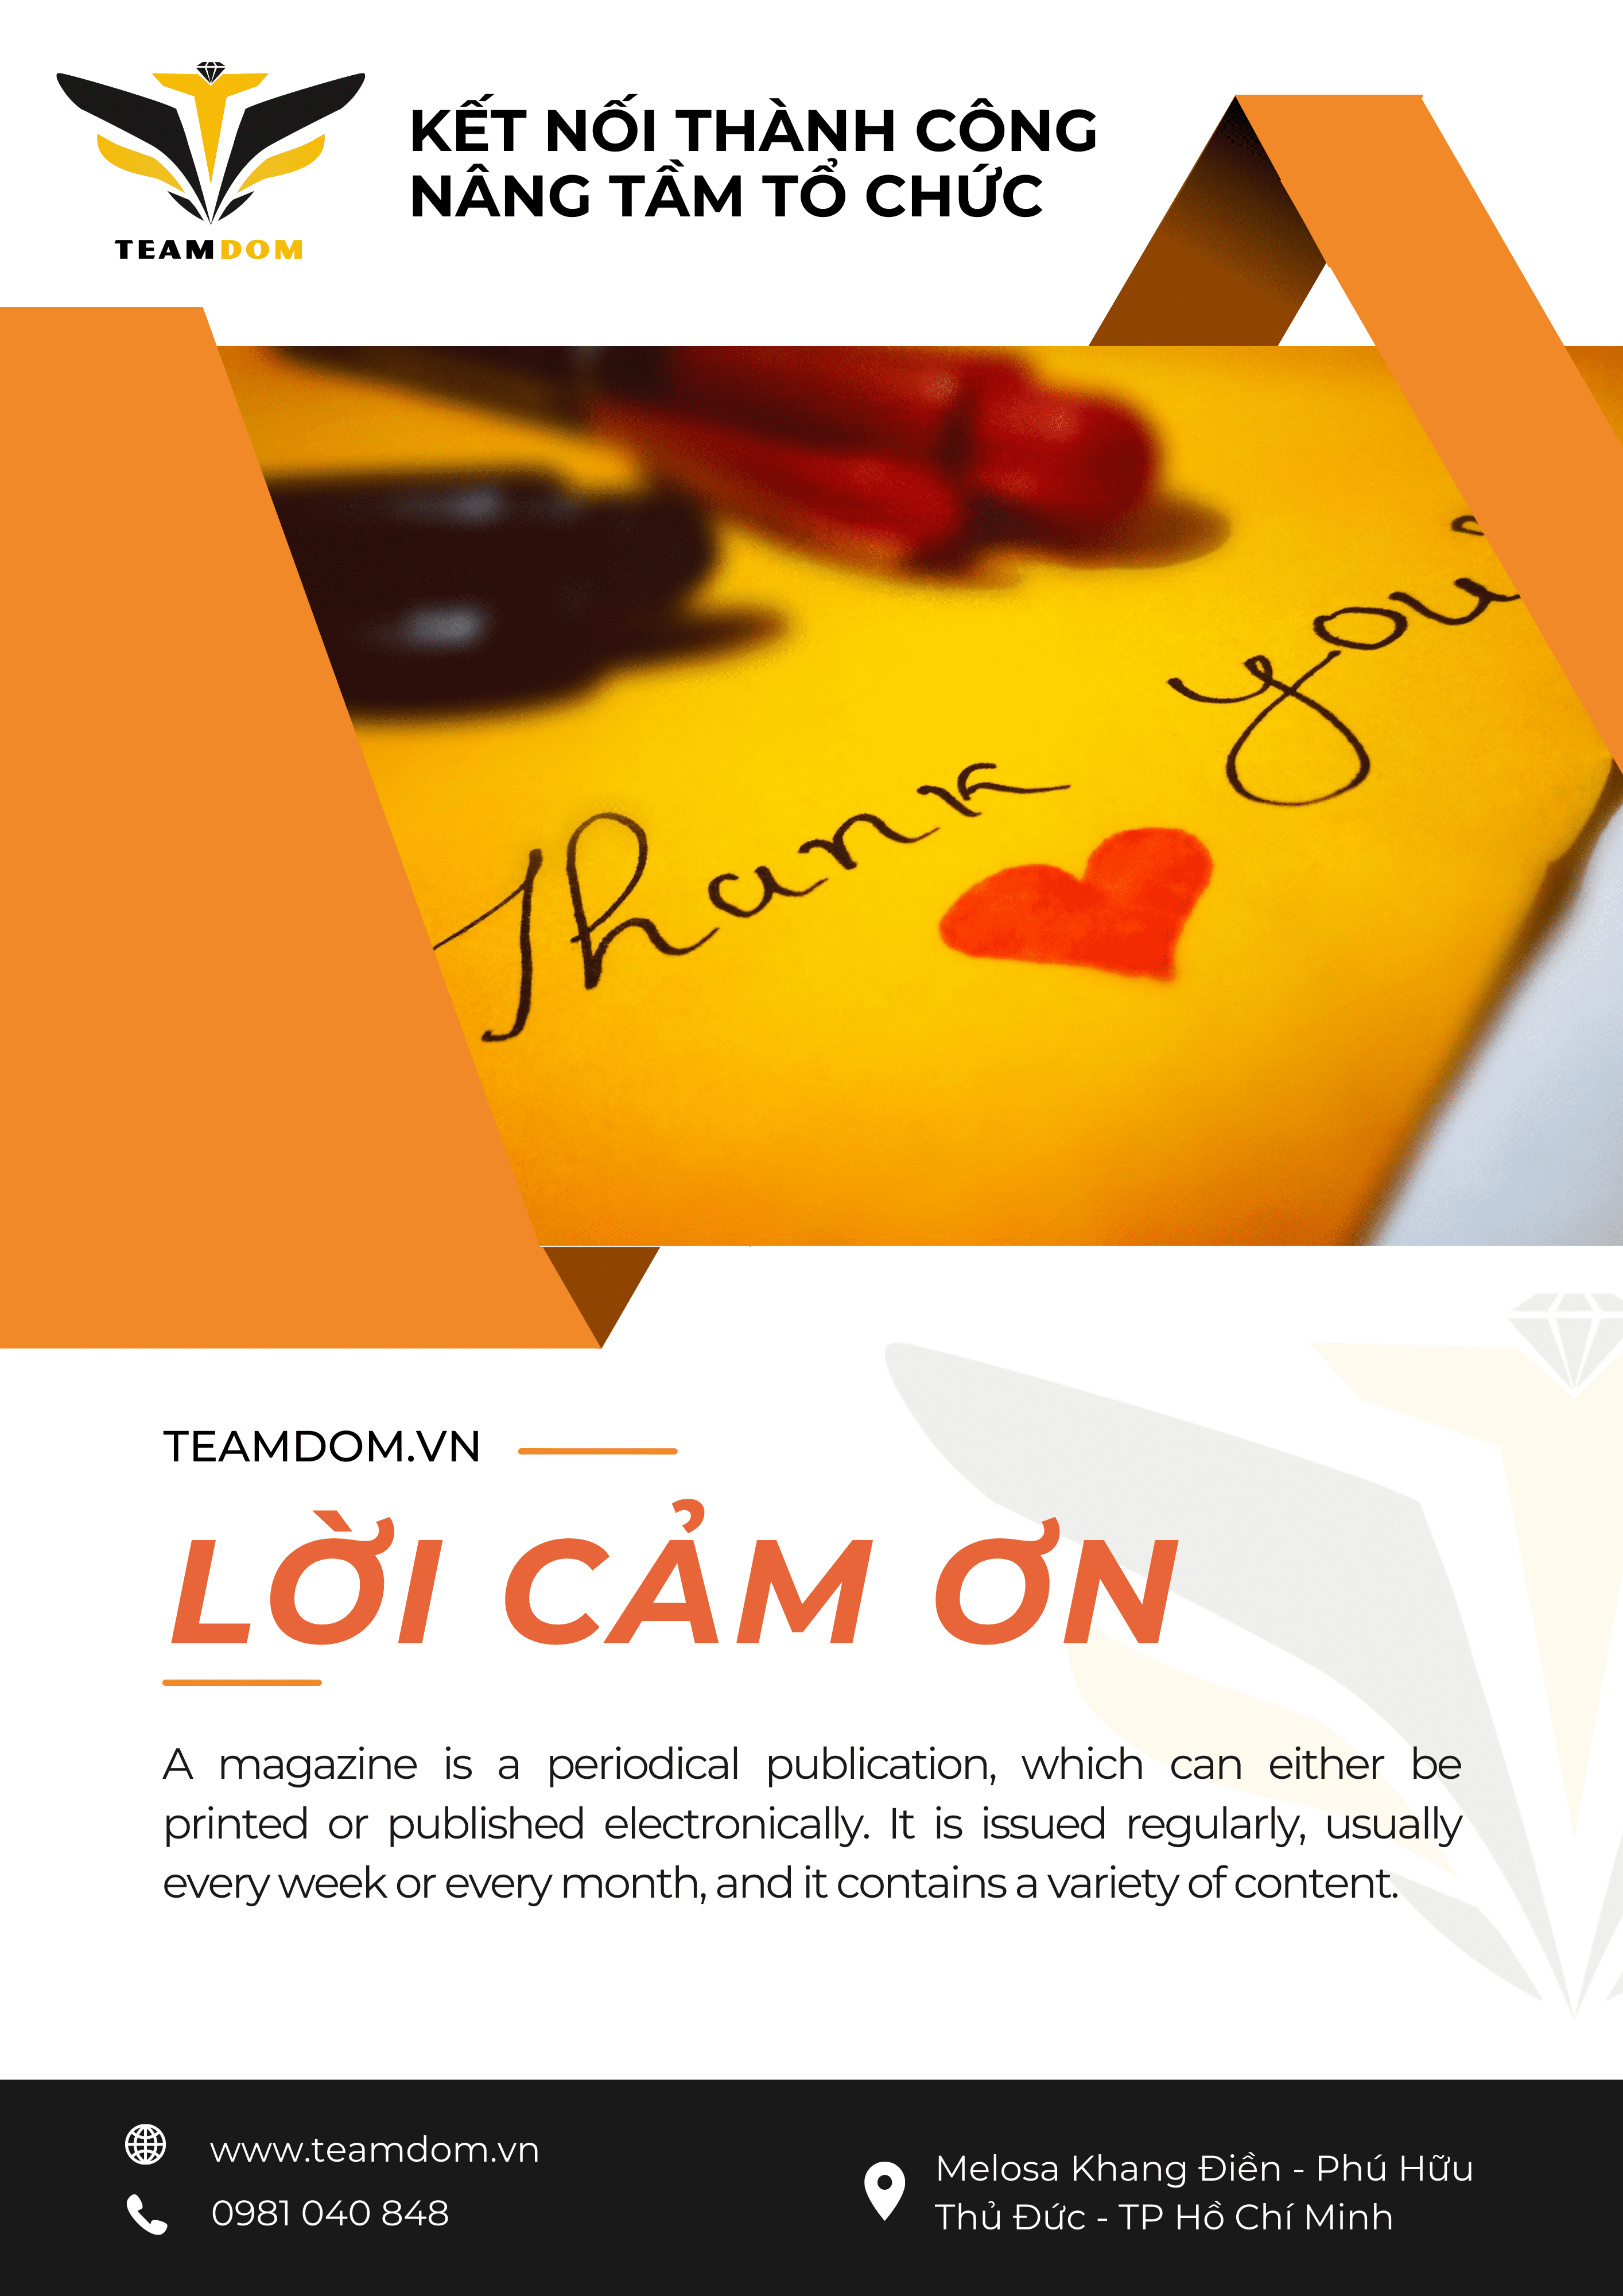 TEAMDOM
KẾT NỐI THÀNH CÔNG
NÂNG TẦM TỔ CHỨC
Thank you
TEAMDOM.VN
LỜI CẢM ƠN
A magazine is a periodical publication, which can either be
printed or published electronically. It is issued regularly, usually
every week or every month, and it contains a variety of content.
www.teamdom.vn
0981 040 848
Melosa Khang Điền - Phú Hữu
Thủ Đức - TP Hồ Chí Minh